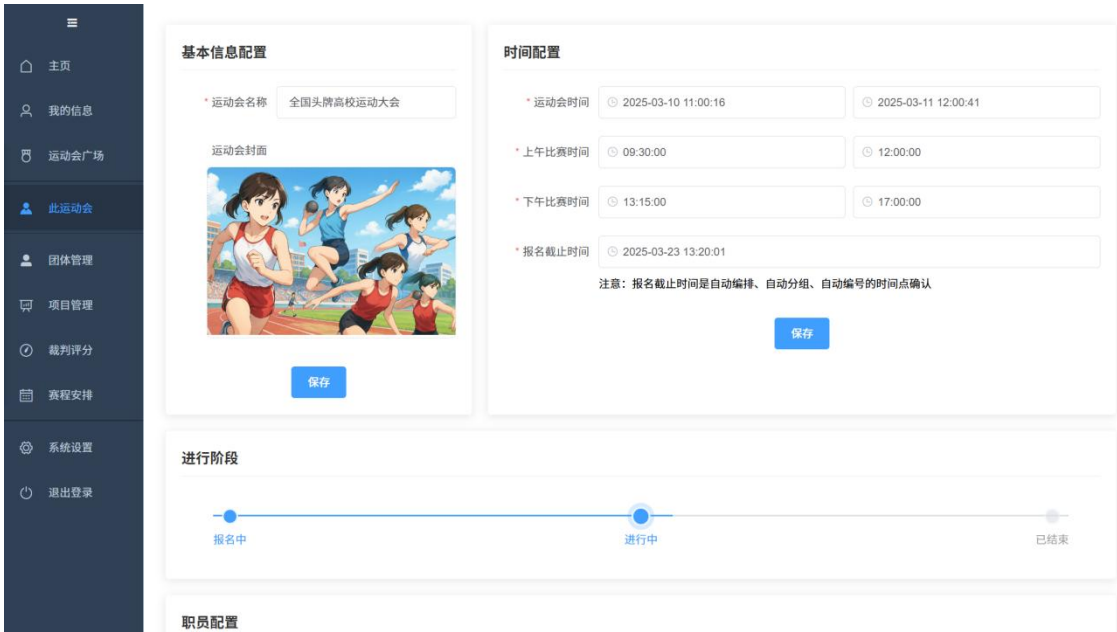 主页
我的信息
运动会广场
此运动会
团体管理
项目管理
裁判评分
赛程安排
系统设置
退出登录
基本信息配置
* 运动会名称 全国头牌高校运动大会
运动会封面
保存
时间配置
* 运动会时间 2025-03-10 11:00:16 2025-03-11 12:00:41
* 上午比赛时间 09:30:00 12:00:00
* 下午比赛时间 13:15:00 17:00:00
* 报名截止时间 2025-03-23 13:20:01
注意：报名截止时间是自动编排、自动分组、自动编号的时间点确认
保存
进行阶段
报名中 进行中 已结束
职员配置